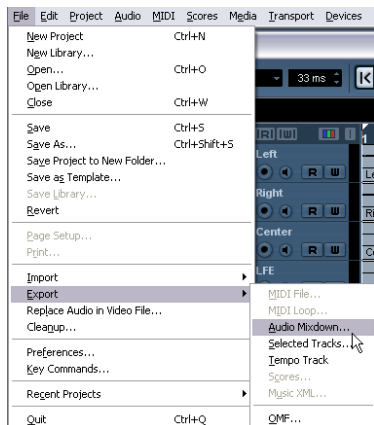 File Edit Project Audio MIDI Scores Media Transport Devices
New Project Ctrl+N
New Library...
Open... Ctrl+O
Open Library...
Close Ctrl+W
33 ms
Save Ctrl+S
Save As... Ctrl+Shift+S
Save Project to New Folder...
Save as Template...
Save Library...
Revert
Page Setup...
Print...
Import
Export
Replace Audio in Video File...
Cleanup...
Preferences...
Key Commands...
Recent Projects
Quit Ctrl+Q
R W 1
Left
R W
Right
R W
Center
R W
LFE
MIDI File...
MIDI Loop...
Audio Mixdown...
Selected Tracks...
Tempo Track
Scores...
Music XML...
OMF...